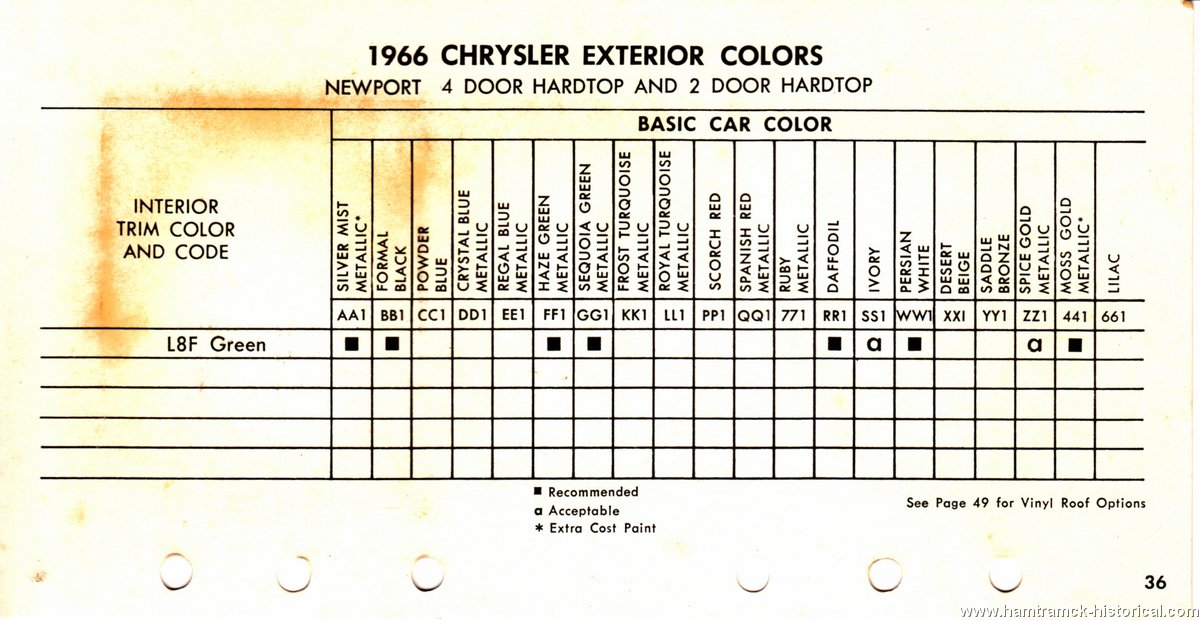 1966 CHRYSLER EXTERIOR COLORS
NEWPORT 4 DOOR HARDTOP AND 2 DOOR HARDTOP
BASIC CAR COLOR
INTERIOR
TRIM COLOR
AND CODE
SILVER MIST
METALLIC*
FORMAL
BLACK
POWDER
BLUE
CRYSTAL BLUE
METALLIC
REGAL BLUE
METALLIC
HAZE GREEN
METALLIC
SEQUOIA GREEN
METALLIC
FROST TURQUOISE
METALLIC
ROYAL TURQUOISE
METALLIC
SCORCH RED
SPANISH RED
METALLIC
RUBY
METALLIC
DAFFODIL
IVORY
PERSIAN
WHITE
DESERT
BEIGE
SADDLE
BRONZE
SPICE GOLD
METALLIC
MOSS GOLD
METALLIC*
LILAC
AA1 BB1 CC1 DD1 EE1 FF1 GG1 KK1 LL1 PP1 QQ1 771 RR1 SS1 WW1 XXI YY1 ZZ1 441 661
L8F Green ■ ■ ■ ■ ■ a ■ a ■
■ Recommended
a Acceptable
* Extra Cost Paint
See Page 49 for Vinyl Roof Options
36
www.hamtramck-historical.com